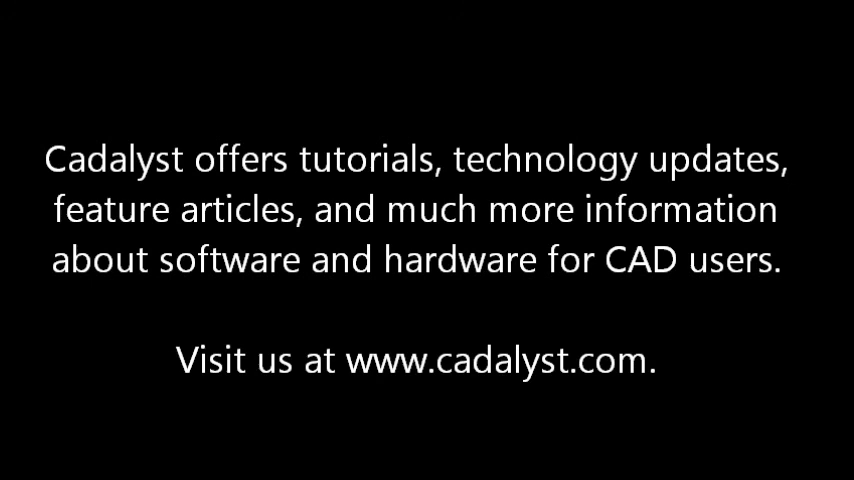 Cadalyst offers tutorials, technology updates,
feature articles, and much more information
about software and hardware for CAD users.
Visit us at www.cadalyst.com.